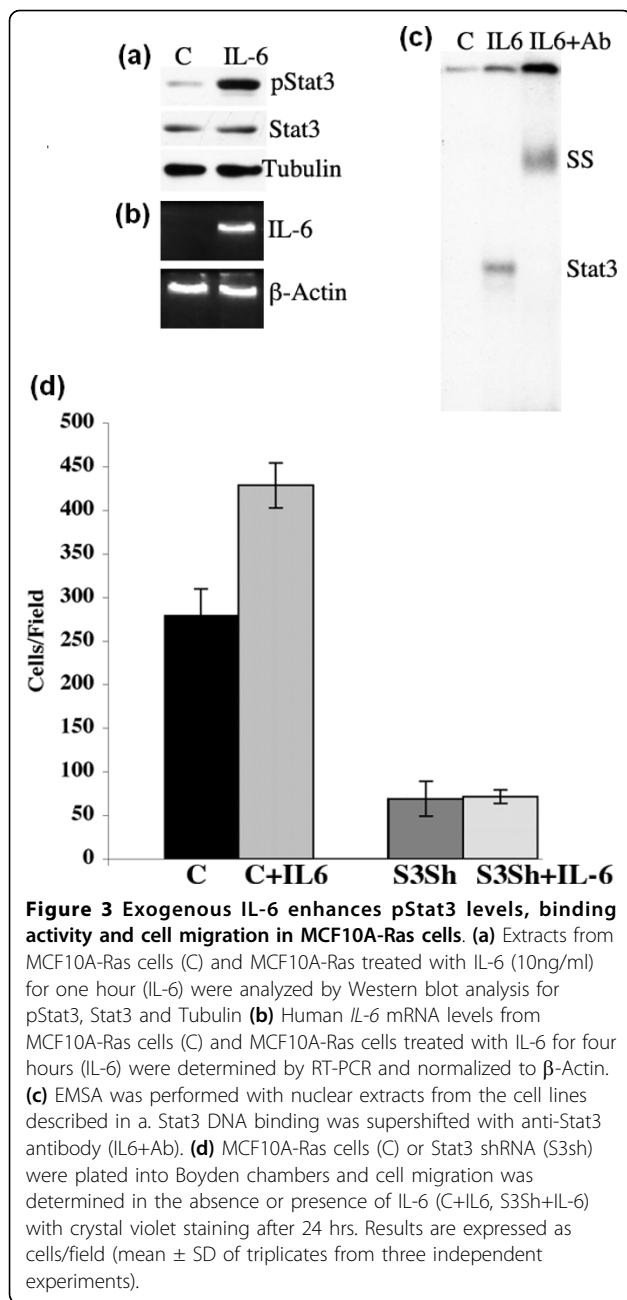 (a)
C IL-6
pStat3
Stat3
Tubulin
(b)
IL-6
β-Actin
(c)
C IL6 IL6+Ab
SS
Stat3
(d)
500
450
400
350
300
250
200
150
100
50
0
Cells/Field
C C+IL6 S3Sh S3Sh+IL-6
Figure 3 Exogenous IL-6 enhances pStat3 levels, binding
activity and cell migration in MCF10A-Ras cells. (a) Extracts from
MCF10A-Ras cells (C) and MCF10A-Ras treated with IL-6 (10ng/ml)
for one hour (IL-6) were analyzed by Western blot analysis for
pStat3, Stat3 and Tubulin (b) Human IL-6 mRNA levels from
MCF10A-Ras cells (C) and MCF10A-Ras cells treated with IL-6 for four
hours (IL-6) were determined by RT-PCR and normalized to β-Actin.
(c) EMSA was performed with nuclear extracts from the cell lines
described in a. Stat3 DNA binding was supershifted with anti-Stat3
antibody (IL6+Ab). (d) MCF10A-Ras cells (C) or Stat3 shRNA (S3sh)
were plated into Boyden chambers and cell migration was
determined in the absence or presence of IL-6 (C+IL6, S3Sh+IL-6)
with crystal violet staining after 24 hrs. Results are expressed as
cells/field (mean ± SD of triplicates from three independent
experiments).